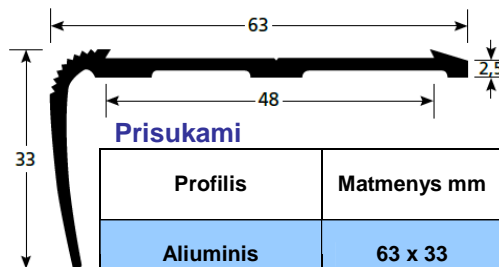 63
2,5
48
33
Prisukami
Profilis Matmenys mm
Aliuminis 63 x 33